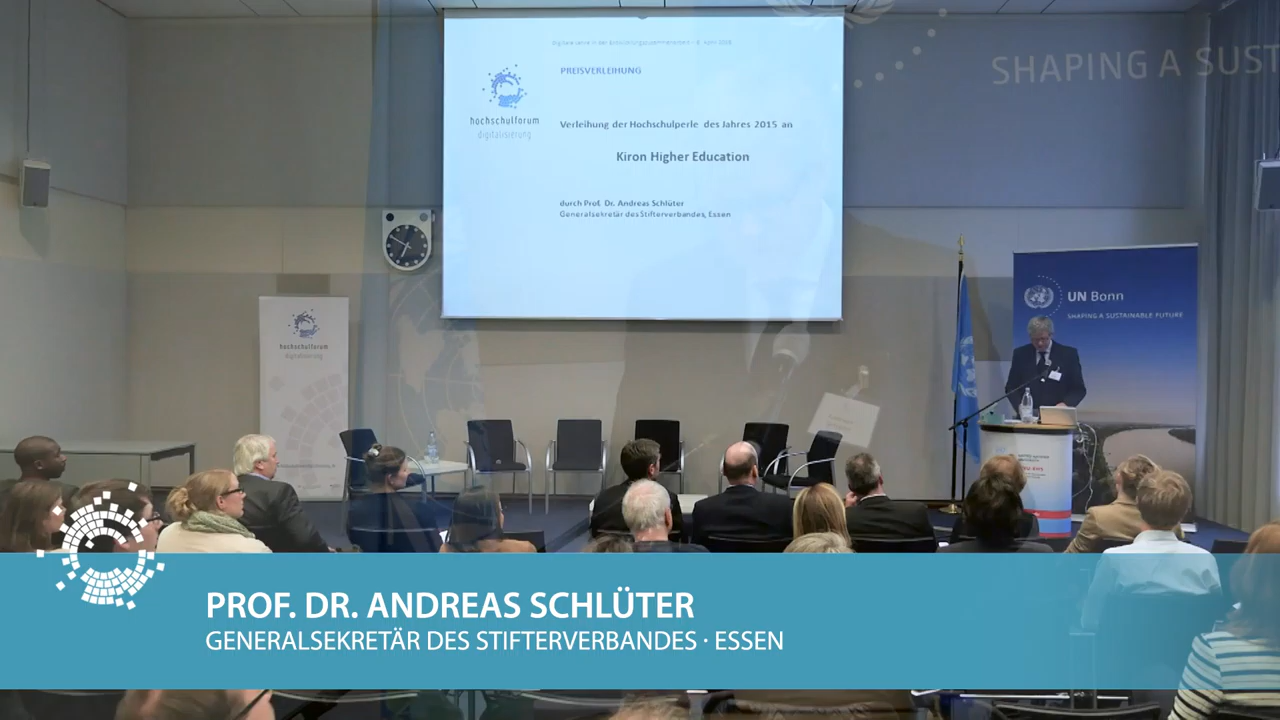 SHAPING A SUST
PREISVERLEIHUNG
hochschulforum
digitalisierung
Verleihung der Hochschulperle des Jahres 2015 an
Kiron Higher Education
durch Prof. Dr. Andreas Schlüter
Generalsekretär des Stifterverbandes, Essen
UN Bonn
SHAPING A SUSTAINABLE FUTURE
hochschulforum
digitalisierung
PROF. DR. ANDREAS SCHLÜTER
GENERALSEKRETÄR DES STIFTERVERBANDES · ESSEN